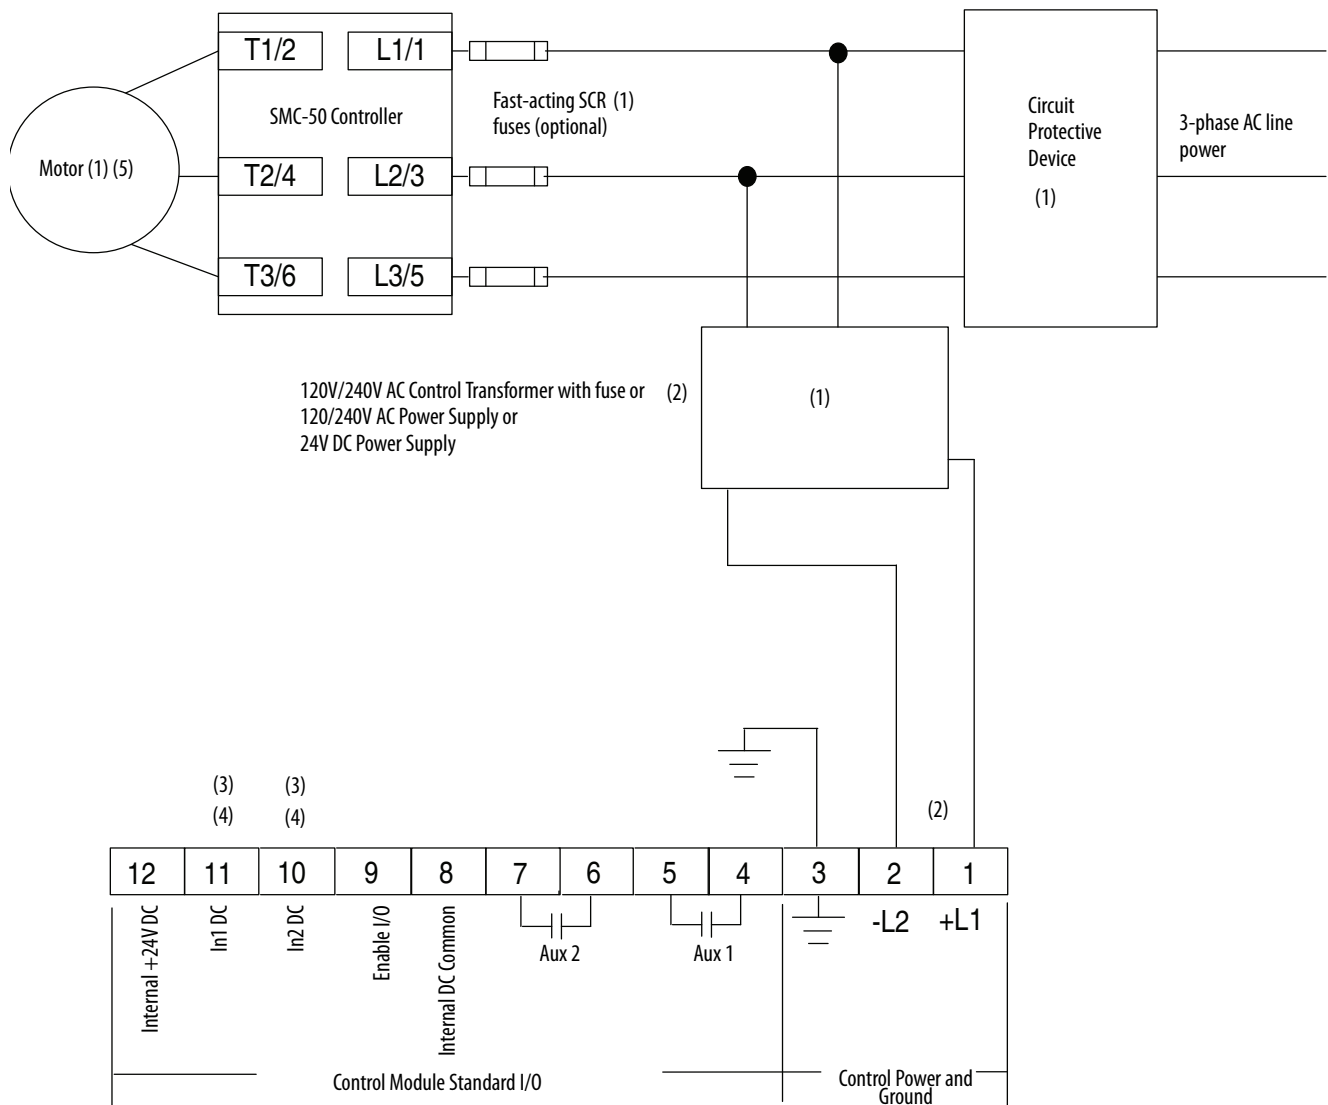 T1/2 L1/1
SMC-50 Controller
Fast-acting SCR (1)
fuses (optional)
Circuit
Protective
Device
(1)
3-phase AC line
power
Motor (1) (5)
T2/4 L2/3
T3/6 L3/5
120V/240V AC Control Transformer with fuse or (2)
120/240V AC Power Supply or
24V DC Power Supply
(1)
(3) (3)
(4) (4)
(2)
12 11 10 9 8 7 6 5 4 3 2 1
Internal +24V DC
In1 DC
In2 DC
Enable I/O
Internal DC Common
Aux 2
Aux 1
-L2 +L1
Control Module Standard I/O
Control Power and
Ground